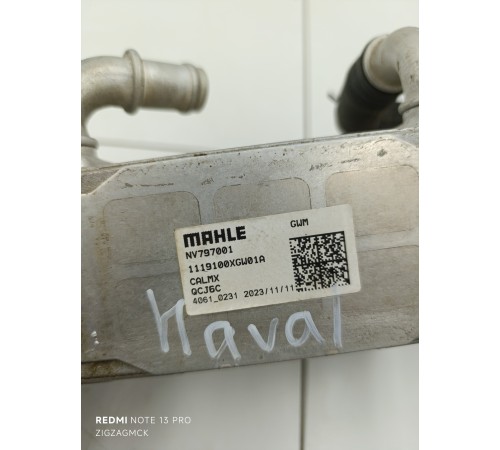 MAHLE GWM
NV797001
1119100XGW01A
CALMX
QCJ6C
4061_0231 2023/11/11
Haval
REDMI NOTE 13 PRO
ZIGZAGMCK